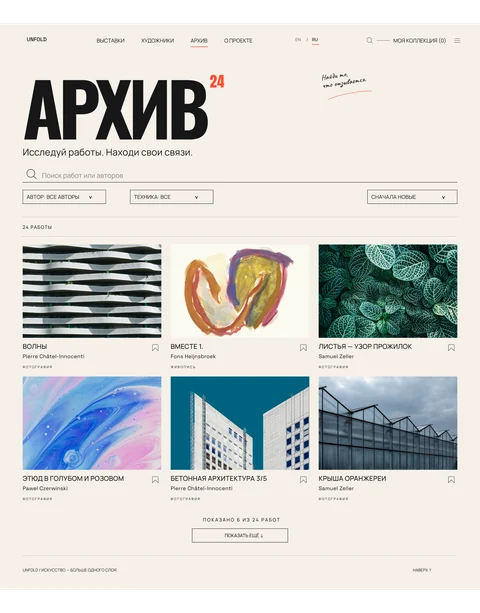 UNFOLD
ВЫСТАВКИ ХУДОЖНИКИ АРХИВ О ПРОЕКТЕ
EN / RU
МОЯ КОЛЛЕКЦИЯ (0)
АРХИВ 24
Найди то,
что отзывается.
Исследуй работы. Находи свои связи.
Поиск работ или авторов
АВТОР: ВСЕ АВТОРЫ
ТЕХНИКА: ВСЕ
СНАЧАЛА НОВЫЕ
24 РАБОТЫ
ВОЛНЫ
Pierre Châtel-Innocenti
ФОТОГРАФИЯ
ВМЕСТЕ 1.
Fons Heijnsbroek
ЖИВОПИСЬ
ЛИСТЬЯ — УЗОР ПРОЖИЛОК
Samuel Zeller
ФОТОГРАФИЯ
ЭТЮД В ГОЛУБОМ И РОЗОВОМ
Pawel Czerwinski
ФОТОГРАФИЯ
БЕТОННАЯ АРХИТЕКТУРА 3/5
Pierre Châtel-Innocenti
ФОТОГРАФИЯ
КРЫША ОРАНЖЕРЕИ
Samuel Zeller
ФОТОГРАФИЯ
ПОКАЗАНО 6 ИЗ 24 РАБОТ
ПОКАЗАТЬ ЕЩЁ ↓
UNFOLD / ИСКУССТВО — БОЛЬШЕ ОДНОГО СЛОЯ.
НАВЕРХ ↑